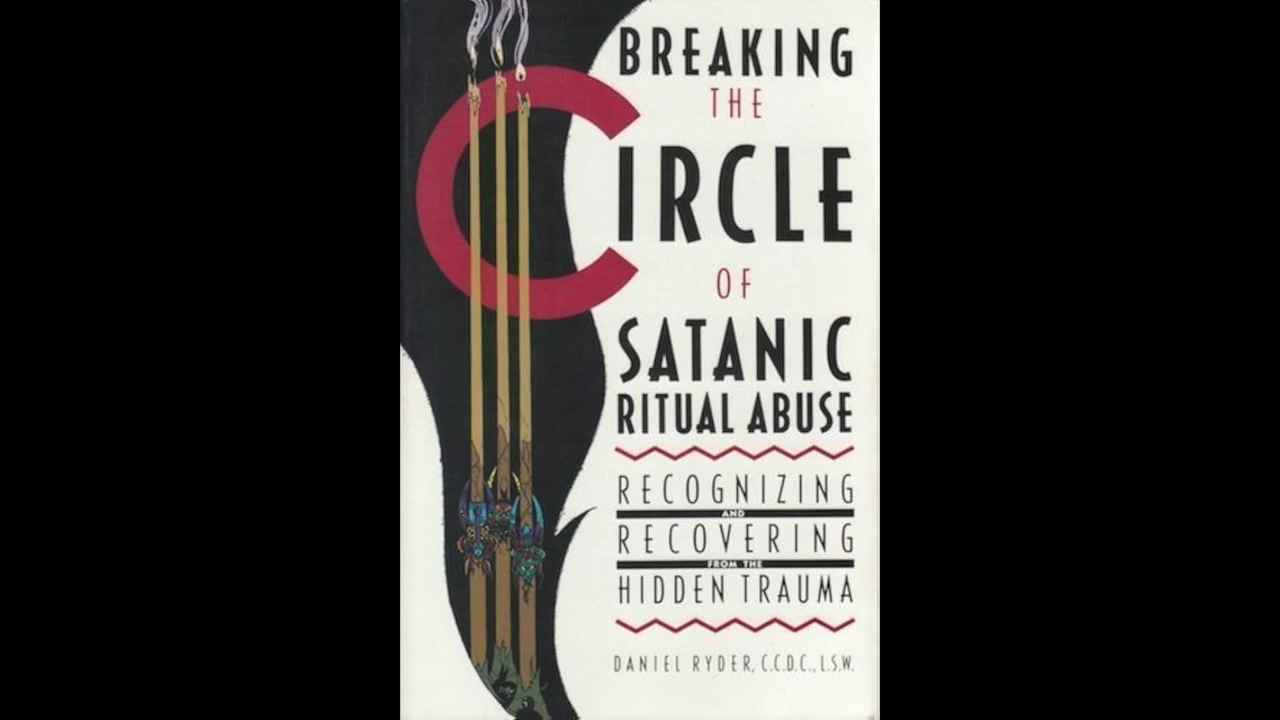 BREAKING
THE
CIRCLE
OF
SATANIC
RITUAL ABUSE
RECOGNIZING
AND
RECOVERING
FROM THE
HIDDEN TRAUMA
DANIEL RYDER, C.C.D.C., L.S.W.